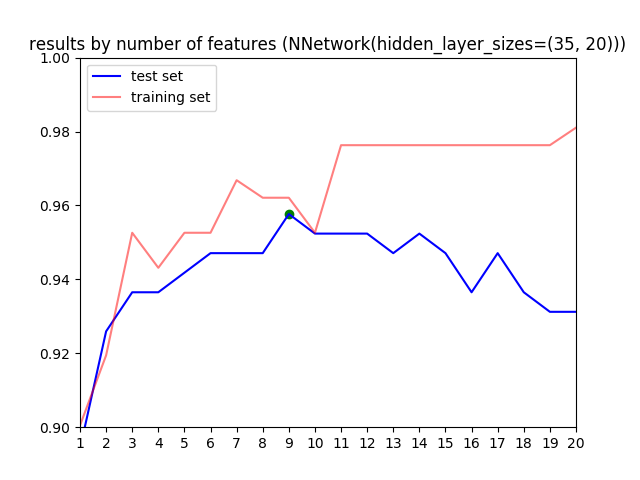 results by number of features (NNetwork(hidden_layer_sizes=(35, 20)))
1.00
test set
training set
0.98
0.96
0.94
0.92
0.90
1 2 3 4 5 6 7 8 9 10 11 12 13 14 15 16 17 18 19 20